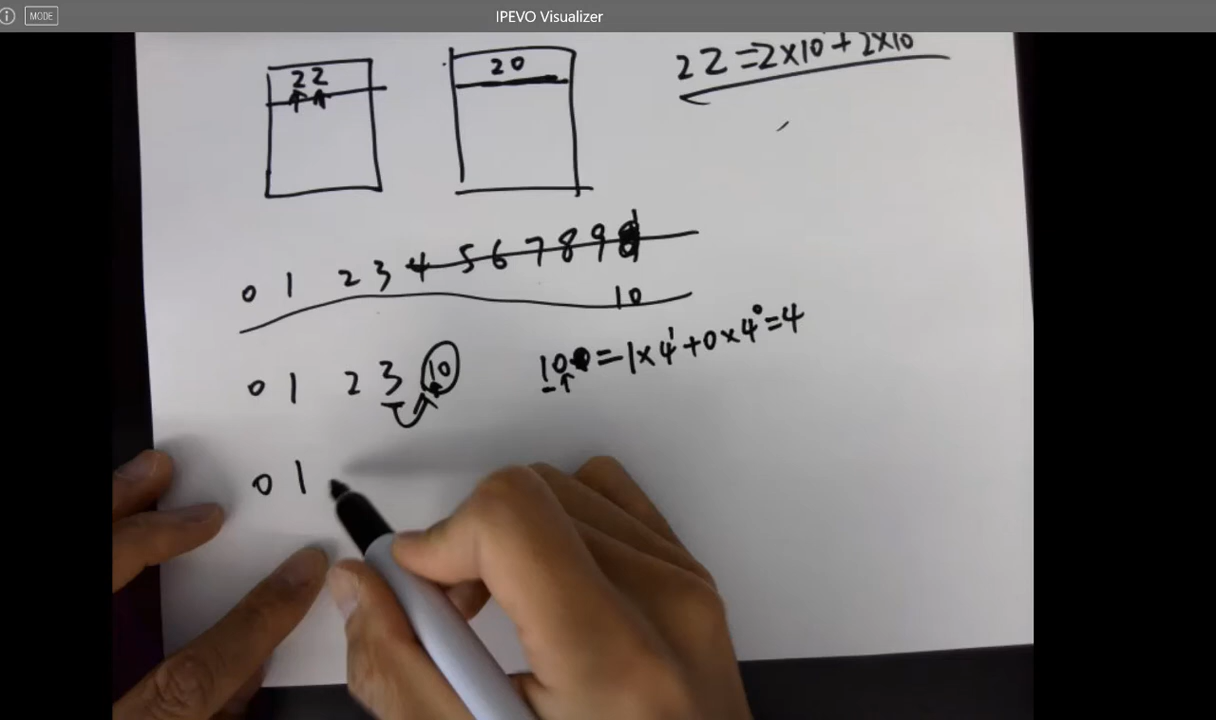 MODE
IPEVO Visualizer
22
20
22 = 2×10 + 2×10
0 1 2 3 4 5 6 7 8 9
10
0 1 2 3 10
10 = 1×4¹+0×4⁰=4
0 1